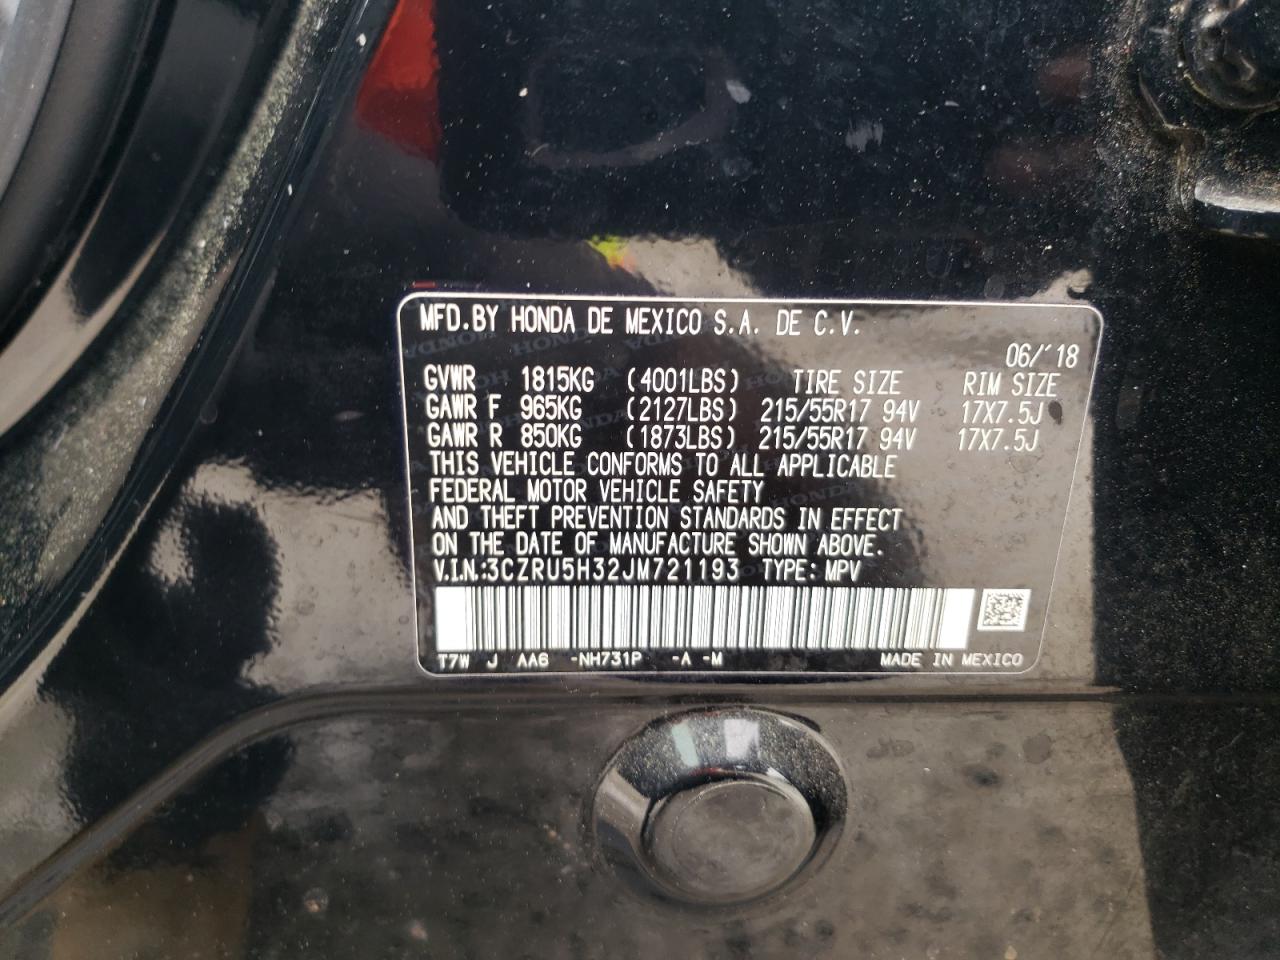 MFD.BY HONDA DE MEXICO S.A. DE C.V.
06/'18
GVWR 1815KG (4001LBS) TIRE SIZE RIM SIZE
GAWR F 965KG (2127LBS) 215/55R17 94V 17X7.5J
GAWR R 850KG (1873LBS) 215/55R17 94V 17X7.5J
THIS VEHICLE CONFORMS TO ALL APPLICABLE
FEDERAL MOTOR VEHICLE SAFETY
AND THEFT PREVENTION STANDARDS IN EFFECT
ON THE DATE OF MANUFACTURE SHOWN ABOVE.
V.I.N.:3CZRU5H32JM721193 TYPE: MPV
T7W J AA6 -NH731P -A -M MADE IN MEXICO